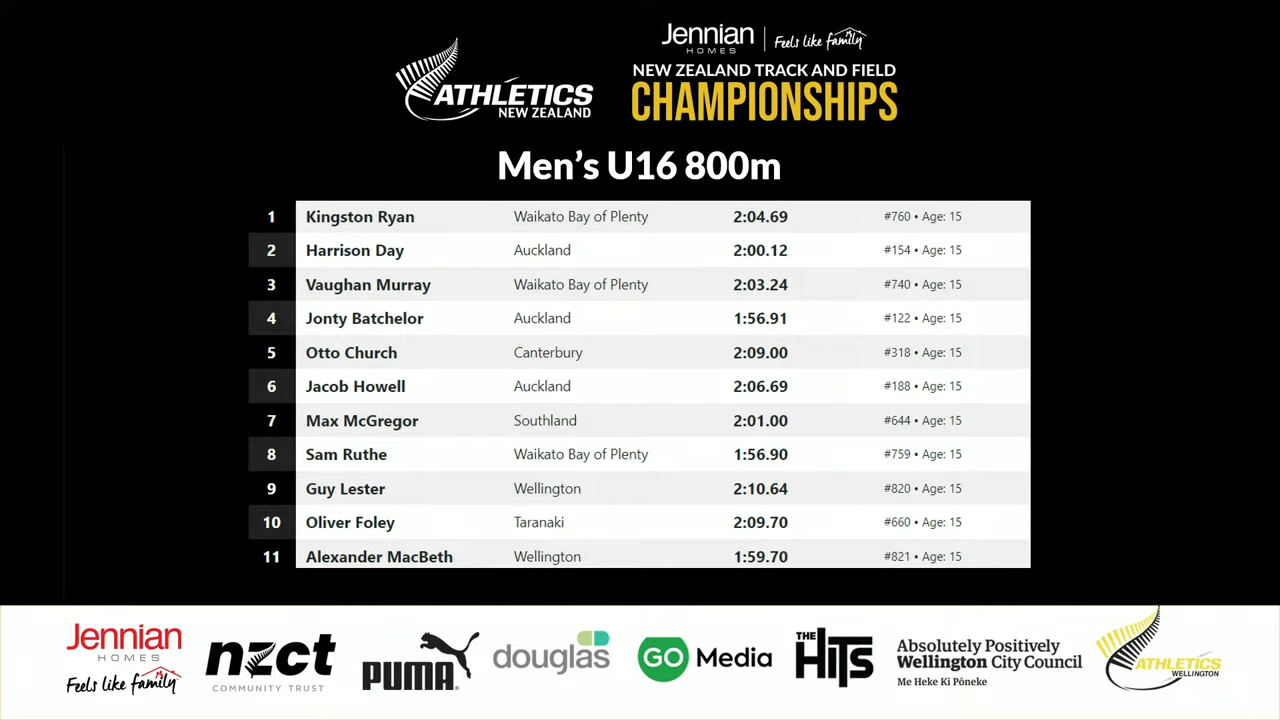 Jennian
HOMES
Feels like family
ATHLETICS
NEW ZEALAND
NEW ZEALAND TRACK AND FIELD
CHAMPIONSHIPS
Men's U16 800m
1 Kingston Ryan Waikato Bay of Plenty 2:04.69 #760 • Age: 15
2 Harrison Day Auckland 2:00.12 #154 • Age: 15
3 Vaughan Murray Waikato Bay of Plenty 2:03.24 #740 • Age: 15
4 Jonty Batchelor Auckland 1:56.91 #122 • Age: 15
5 Otto Church Canterbury 2:09.00 #318 • Age: 15
6 Jacob Howell Auckland 2:06.69 #188 • Age: 15
7 Max McGregor Southland 2:01.00 #644 • Age: 15
8 Sam Ruthe Waikato Bay of Plenty 1:56.90 #759 • Age: 15
9 Guy Lester Wellington 2:10.64 #820 • Age: 15
10 Oliver Foley Taranaki 2:09.70 #660 • Age: 15
11 Alexander MacBeth Wellington 1:59.70 #821 • Age: 15
Jennian
HOMES
Feels like family
nzct
COMMUNITY TRUST
PUMA
douglas
GO Media
THE HITS
Absolutely Positively
Wellington City Council
Me Heke Ki Pōneke
ATHLETICS
WELLINGTON